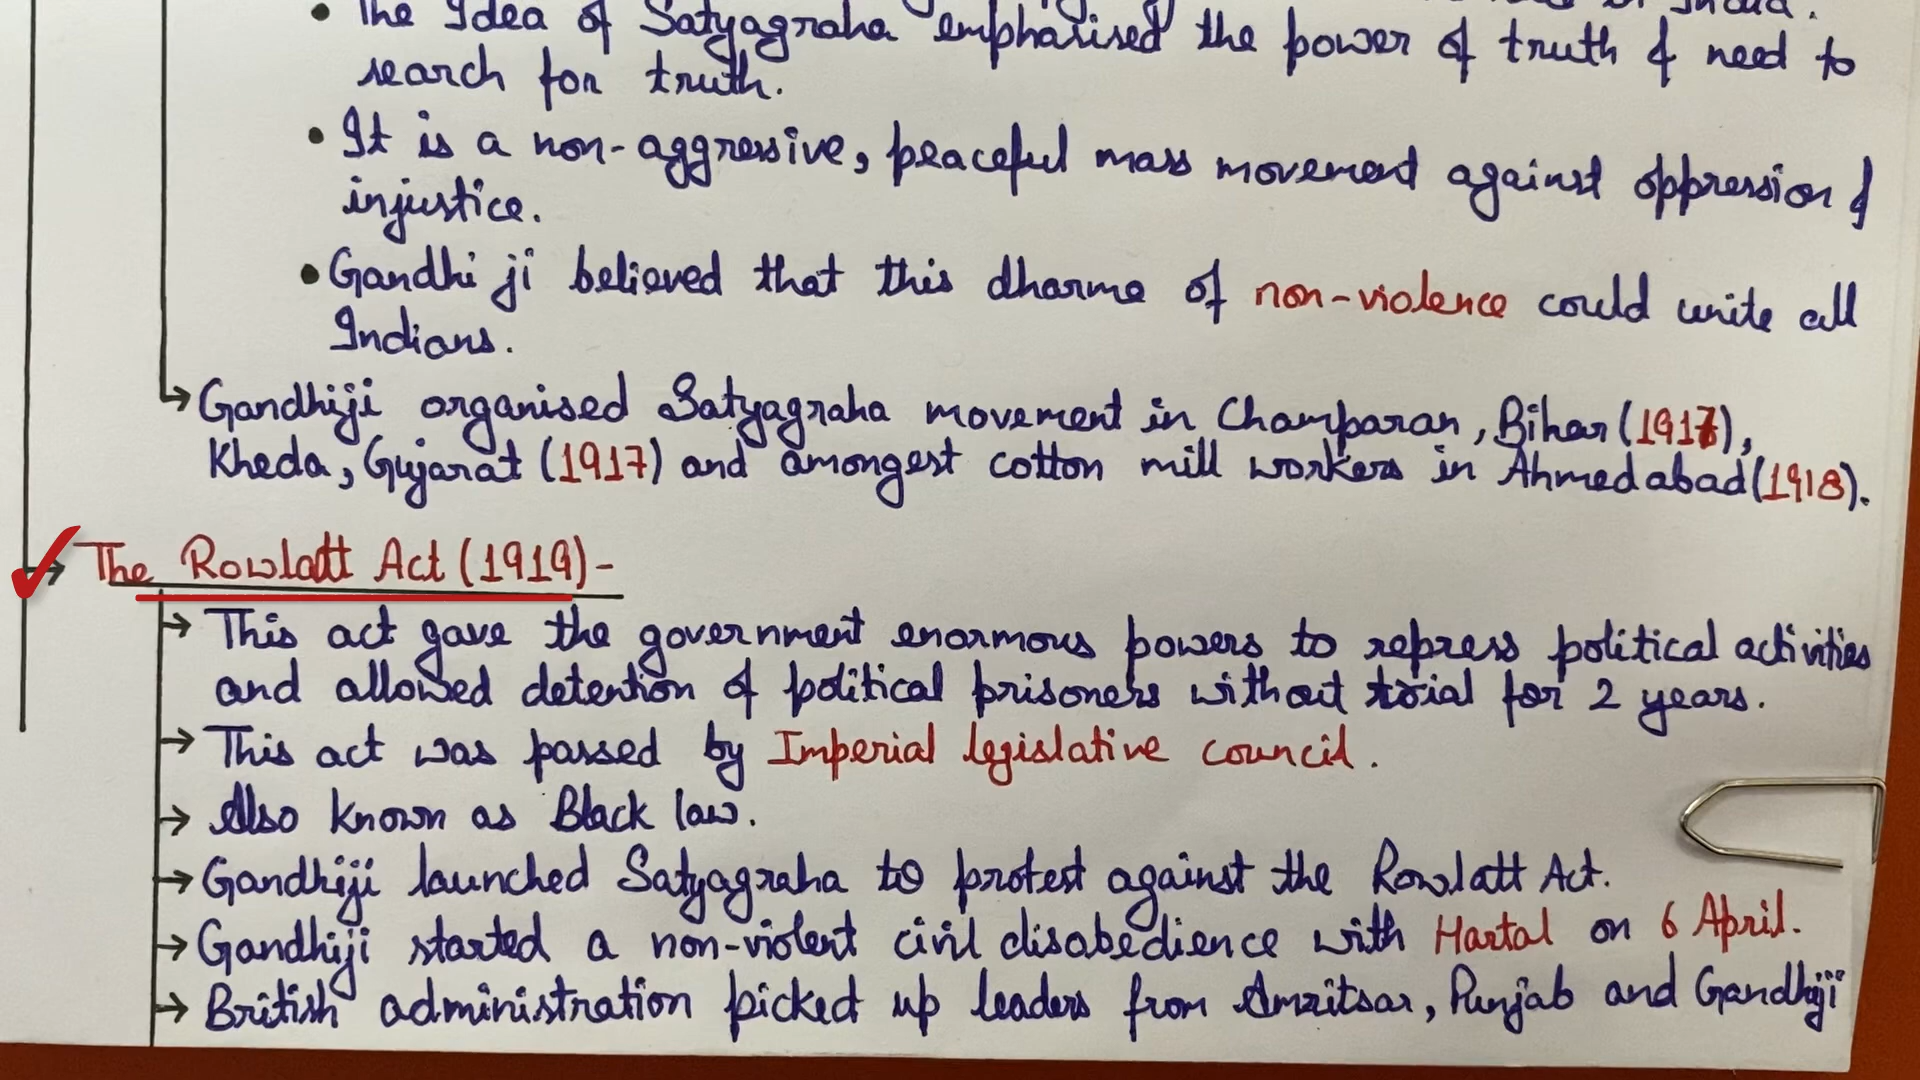 India.
• The Idea of Satyagraha emphasised the power of truth & need to
search for truth.
• It is a non-aggressive, peaceful mass movement against oppression &
injustice.
• Gandhi ji believed that this dharma of non-violence could unite all
Indians.
→ Gandhiji organised Satyagraha movement in Champaran, Bihar (1917),
Kheda, Gujarat (1917) and amongest cotton mill workers in Ahmedabad (1918).
✓→ The Rowlatt Act (1919) -
→ This act gave the government enormous powers to repress political activities
and allowed detention of political prisoners without trial for 2 years.
→ This act was passed by Imperial legislative council.
→ Also known as Black law.
→ Gandhiji launched Satyagraha to protest against the Rowlatt Act.
→ Gandhiji started a non-violent civil disobedience with Hartal on 6 April.
→ British administration picked up leaders from Amritsar, Punjab and Gandhiji